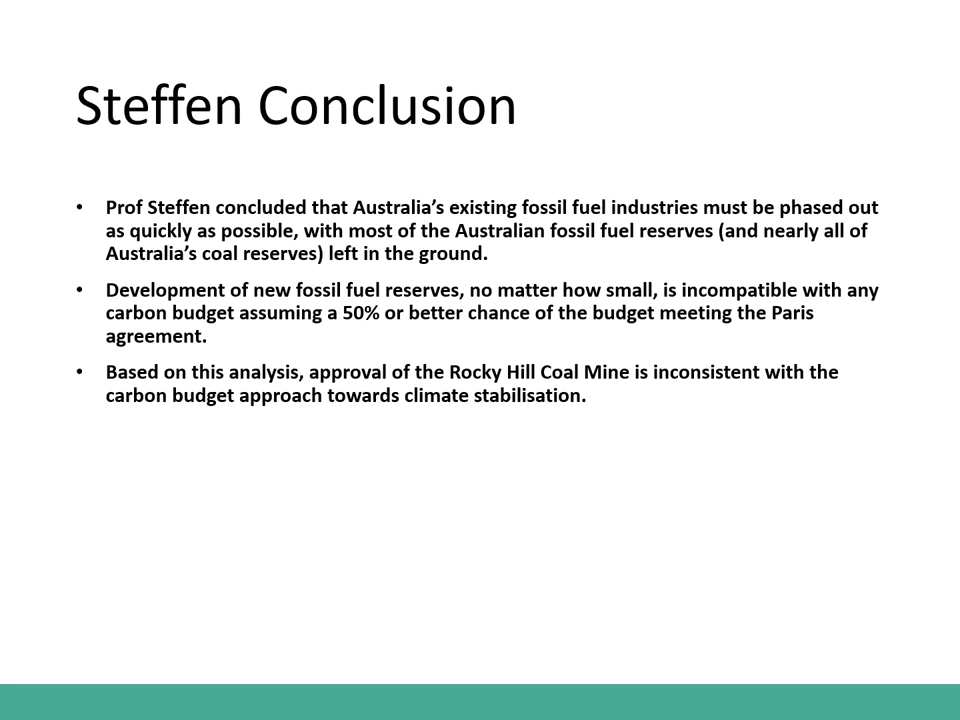 Steffen Conclusion
• Prof Steffen concluded that Australia’s existing fossil fuel industries must be phased out
as quickly as possible, with most of the Australian fossil fuel reserves (and nearly all of
Australia’s coal reserves) left in the ground.
• Development of new fossil fuel reserves, no matter how small, is incompatible with any
carbon budget assuming a 50% or better chance of the budget meeting the Paris
agreement.
• Based on this analysis, approval of the Rocky Hill Coal Mine is inconsistent with the
carbon budget approach towards climate stabilisation.